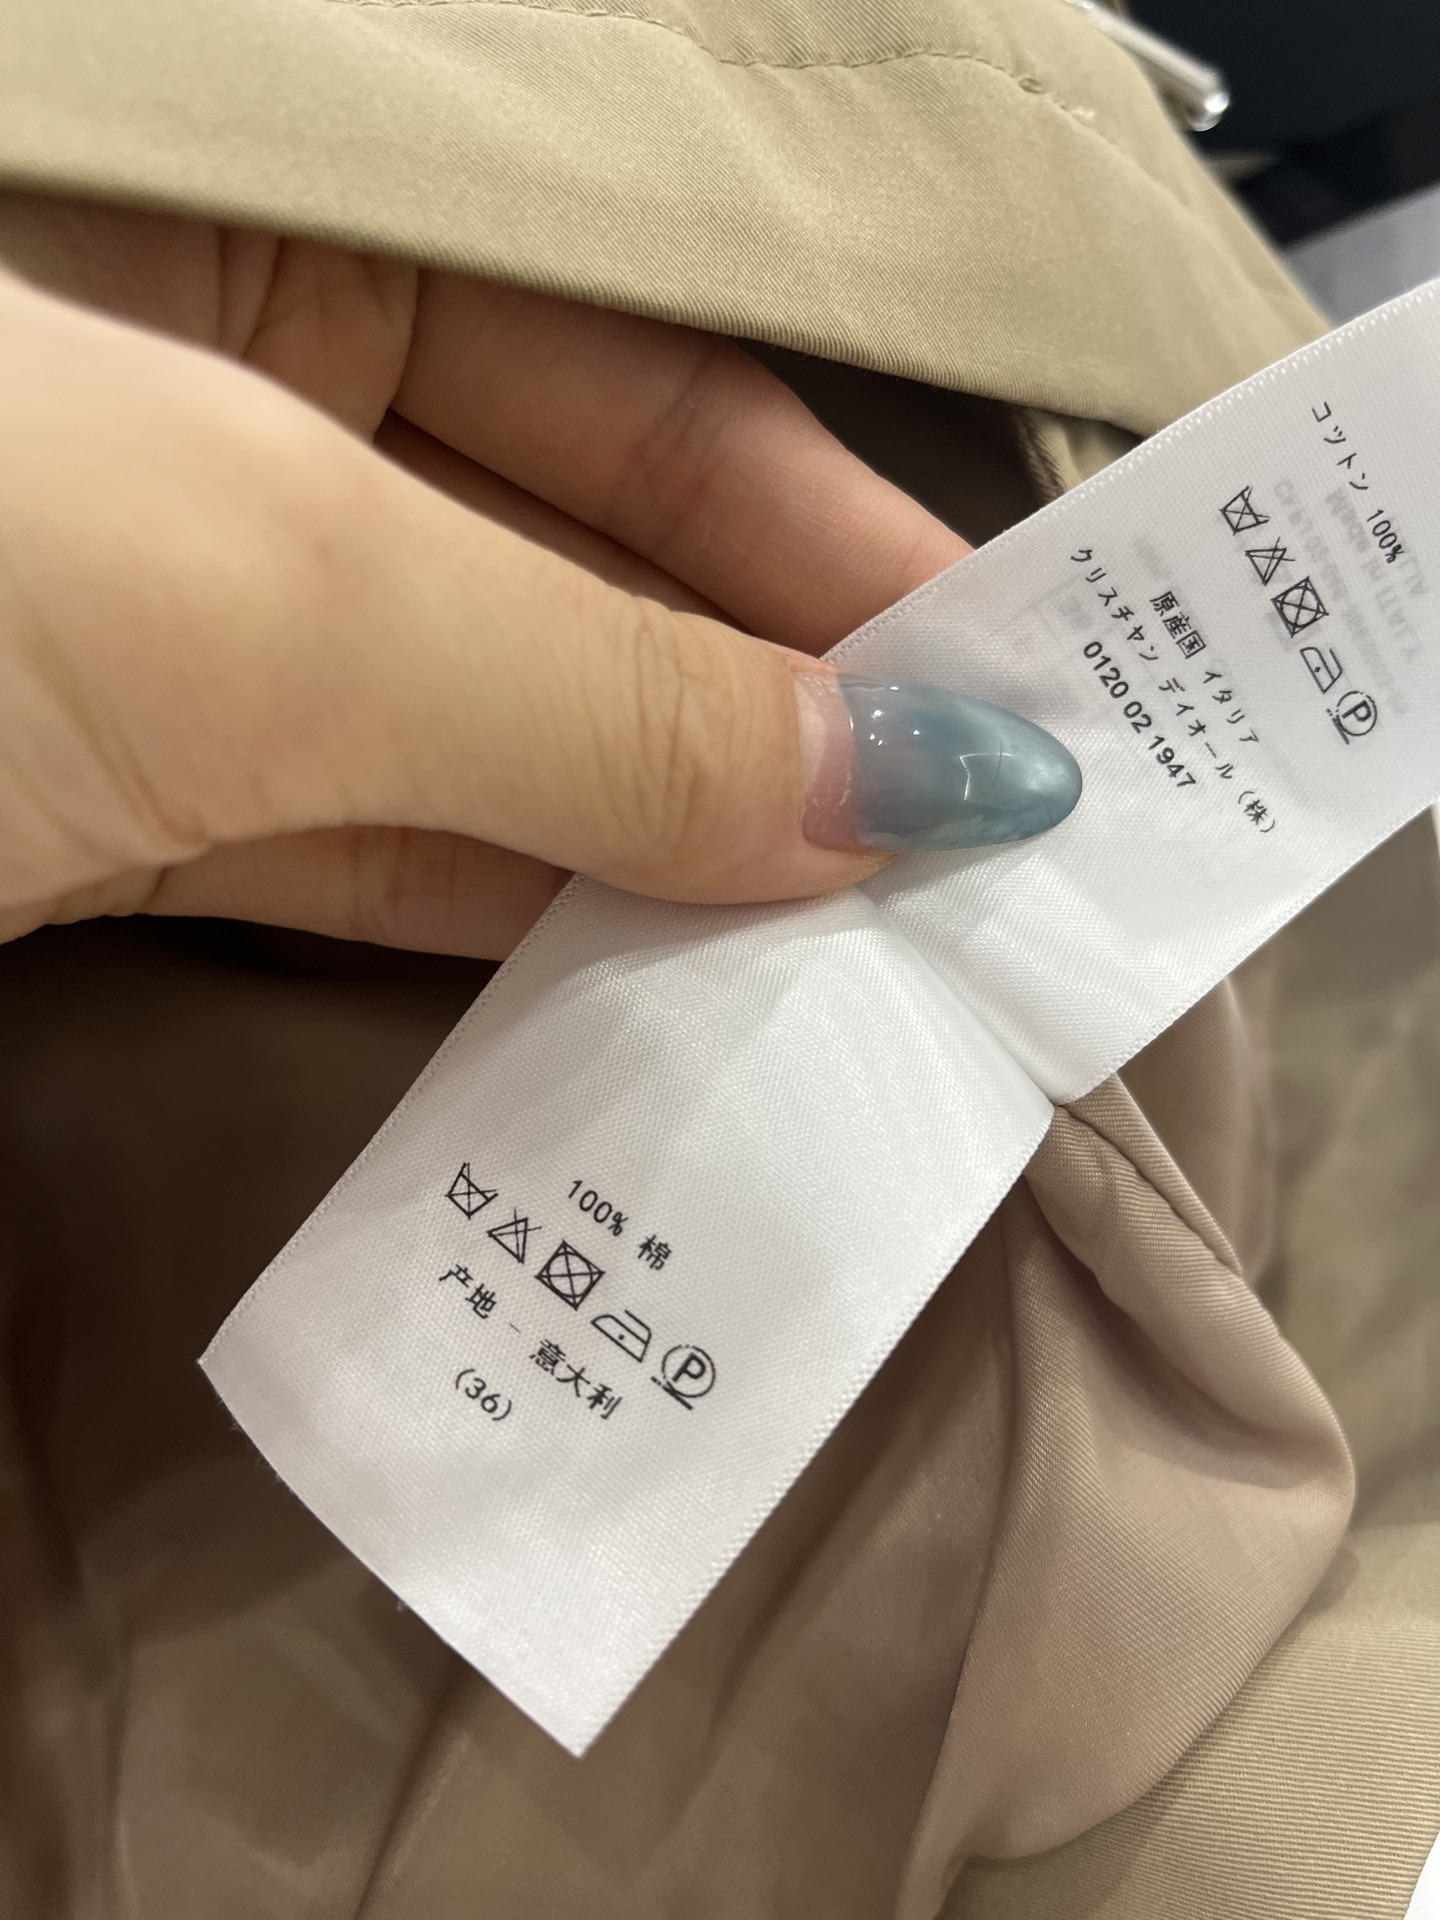 コットン 100%
P
原産国 イタリア
クリスチャン ディオール (株)
0120 02 1947
100% 棉
P
产地 - 意大利
(36)